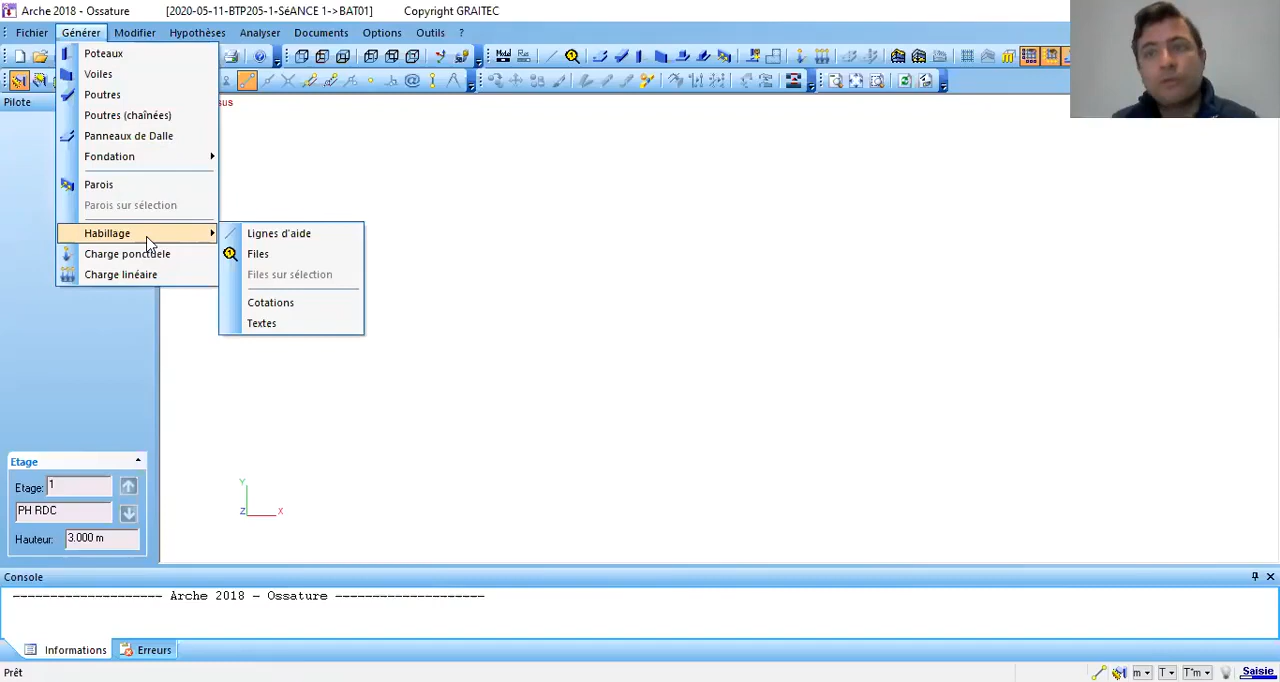 Arche 2018 - Ossature [2020-05-11-BTP205-1-SéANCE 1->BAT01] Copyright GRAITEC
Fichier Générer Modifier Hypothèses Analyser Documents Options Outils ?
Pilote
Poteaux
Voiles
Poutres
Poutres (chaînées)
Panneaux de Dalle
Fondation
Parois
Parois sur sélection
Habillage
Charge ponctuele
Charge linéaire
Lignes d'aide
Files
Files sur sélection
Cotations
Textes
Y
Z X
Etage
Etage: 1
PH RDC
Hauteur: 3.000 m
Console
-------------------- Arche 2018 - Ossature --------------------
Informations Erreurs
Prêt
m T T*m Saisie